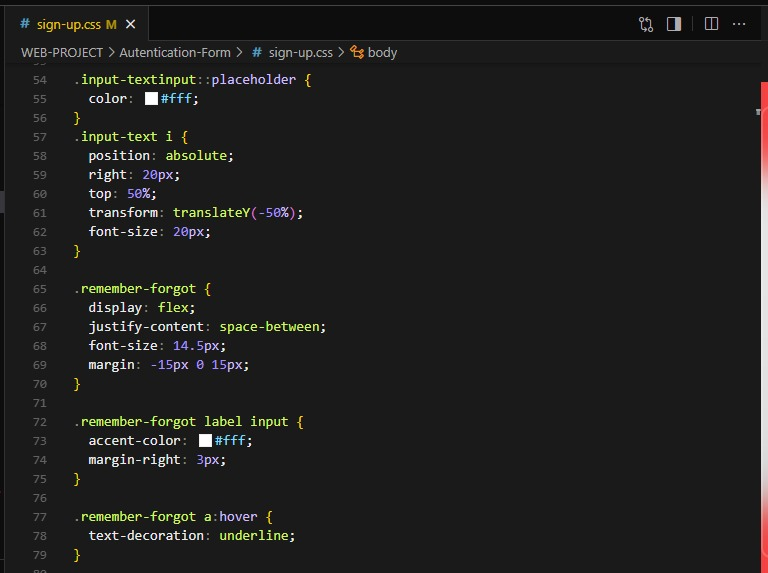 # sign-up.css M ×
WEB-PROJECT > Autentication-Form > # sign-up.css > body
54 .input-textinput::placeholder {
55 color: #fff;
56 }
57 .input-text i {
58 position: absolute;
59 right: 20px;
60 top: 50%;
61 transform: translateY(-50%);
62 font-size: 20px;
63 }
64
65 .remember-forgot {
66 display: flex;
67 justify-content: space-between;
68 font-size: 14.5px;
69 margin: -15px 0 15px;
70 }
71
72 .remember-forgot label input {
73 accent-color: #fff;
74 margin-right: 3px;
75 }
76
77 .remember-forgot a:hover {
78 text-decoration: underline;
79 }